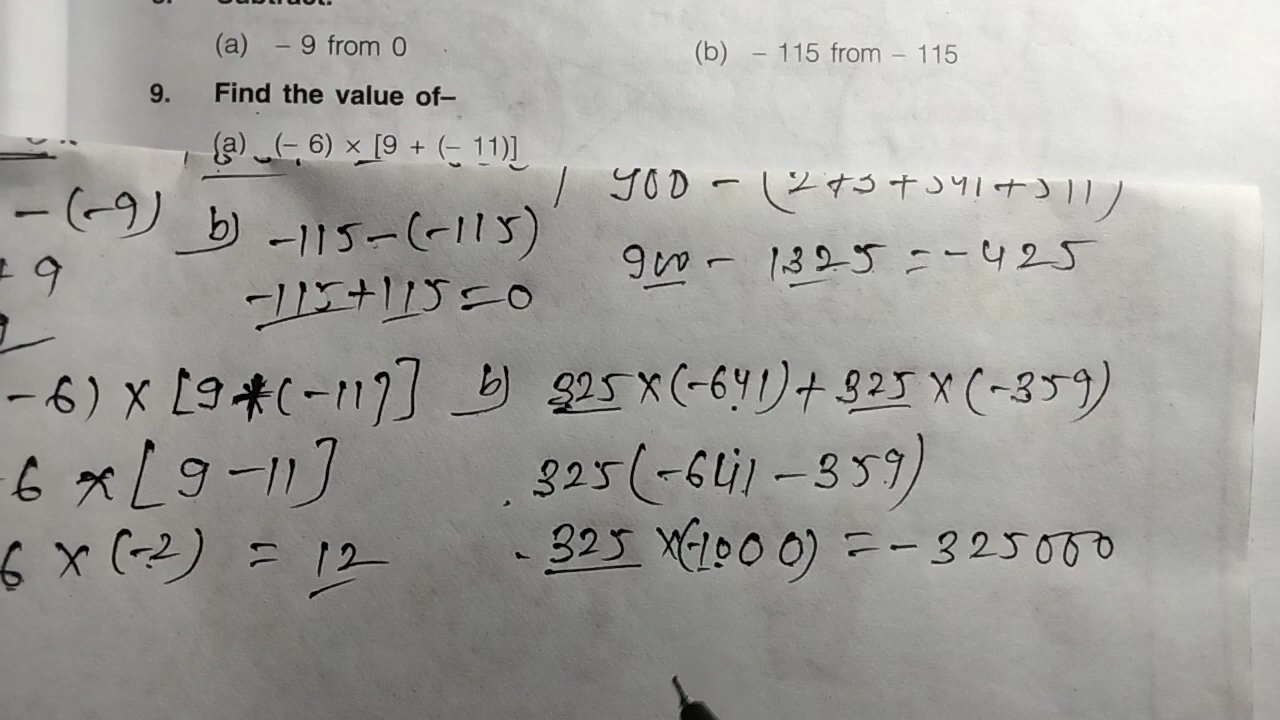 (a) – 9 from 0 (b) – 115 from – 115
9. Find the value of–
(a) (– 6) × [9 + (– 11)]
-(-9) b) -115-(-115)
+ 9 -115+115=0
900 - 1325 = -425
-6) × [9+(-11)] b) 325×(-641)+325×(-359)
6 × [9-11] 325(-641-359)
6 × (-2) = 12 325 ×(-1000) = -325000